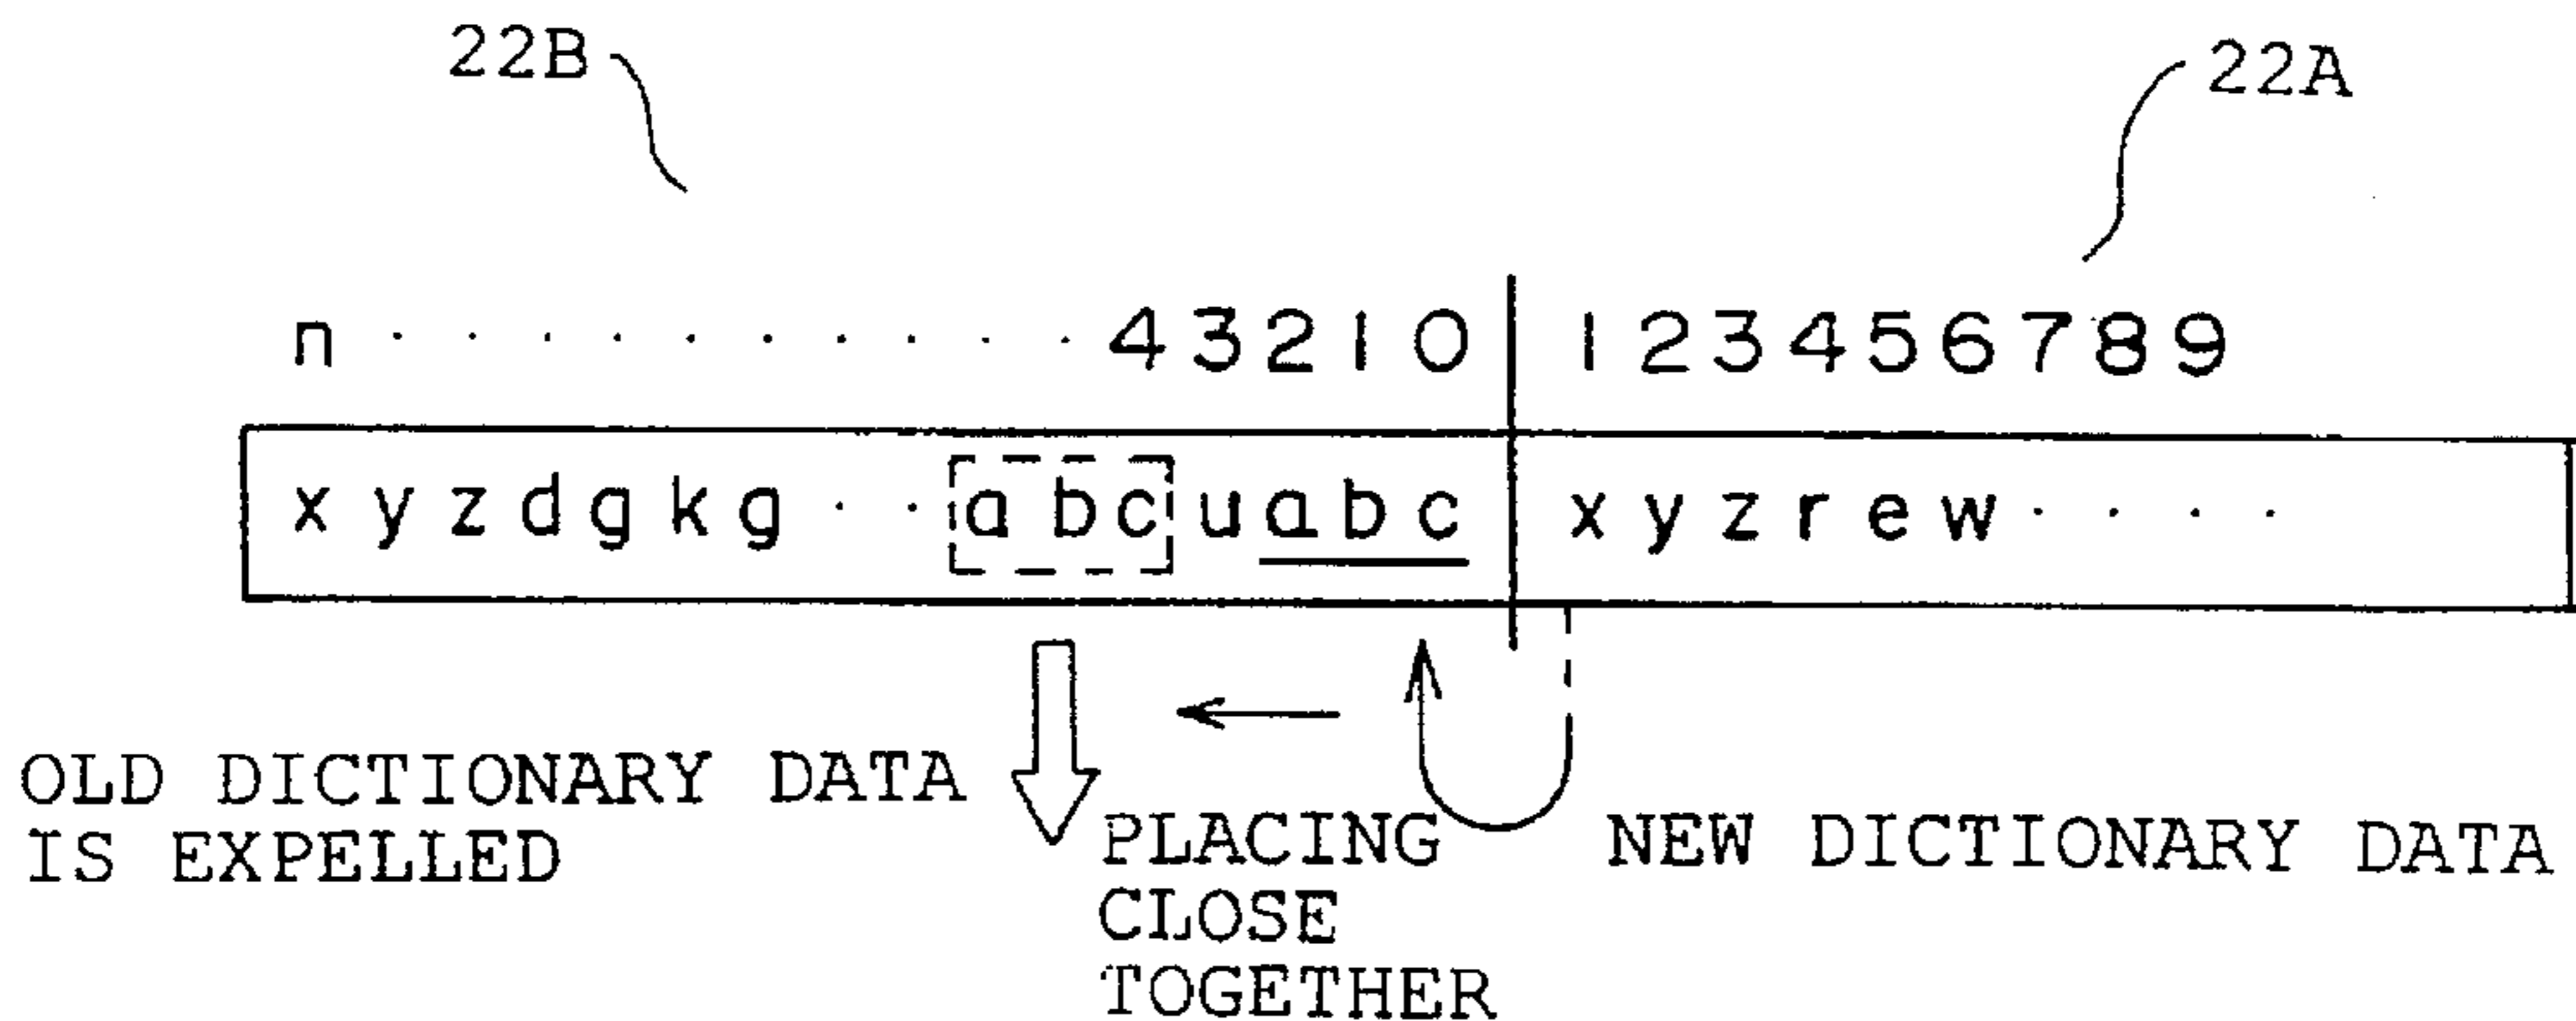 22B 22A
n · · · · · · · · · · 4 3 2 1 0 1 2 3 4 5 6 7 8 9
x y z d g k g · · a b c u a b c x y z r e w · · · ·
OLD DICTIONARY DATA
IS EXPELLED
PLACING
CLOSE
TOGETHER
NEW DICTIONARY DATA